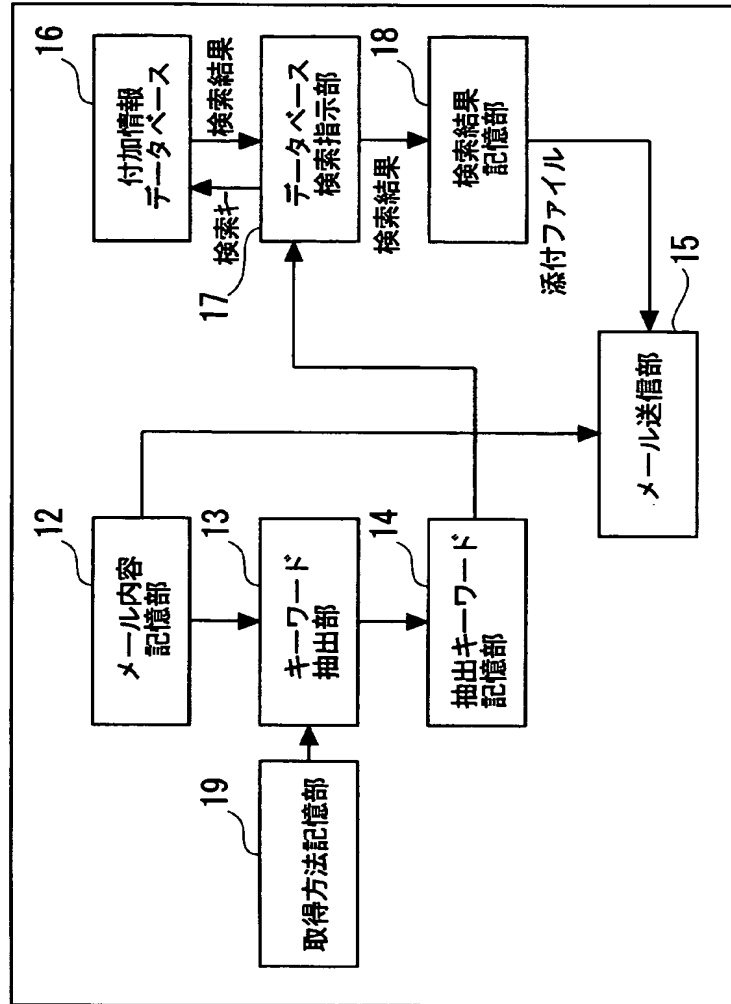 12
メール内容
記憶部
16
付加情報
データベース
検索キー
検索結果
19
取得方法記憶部
13
キーワード
抽出部
17
データベース
検索指示部
検索結果
14
抽出キーワード
記憶部
18
検索結果
記憶部
添付ファイル
15
メール送信部